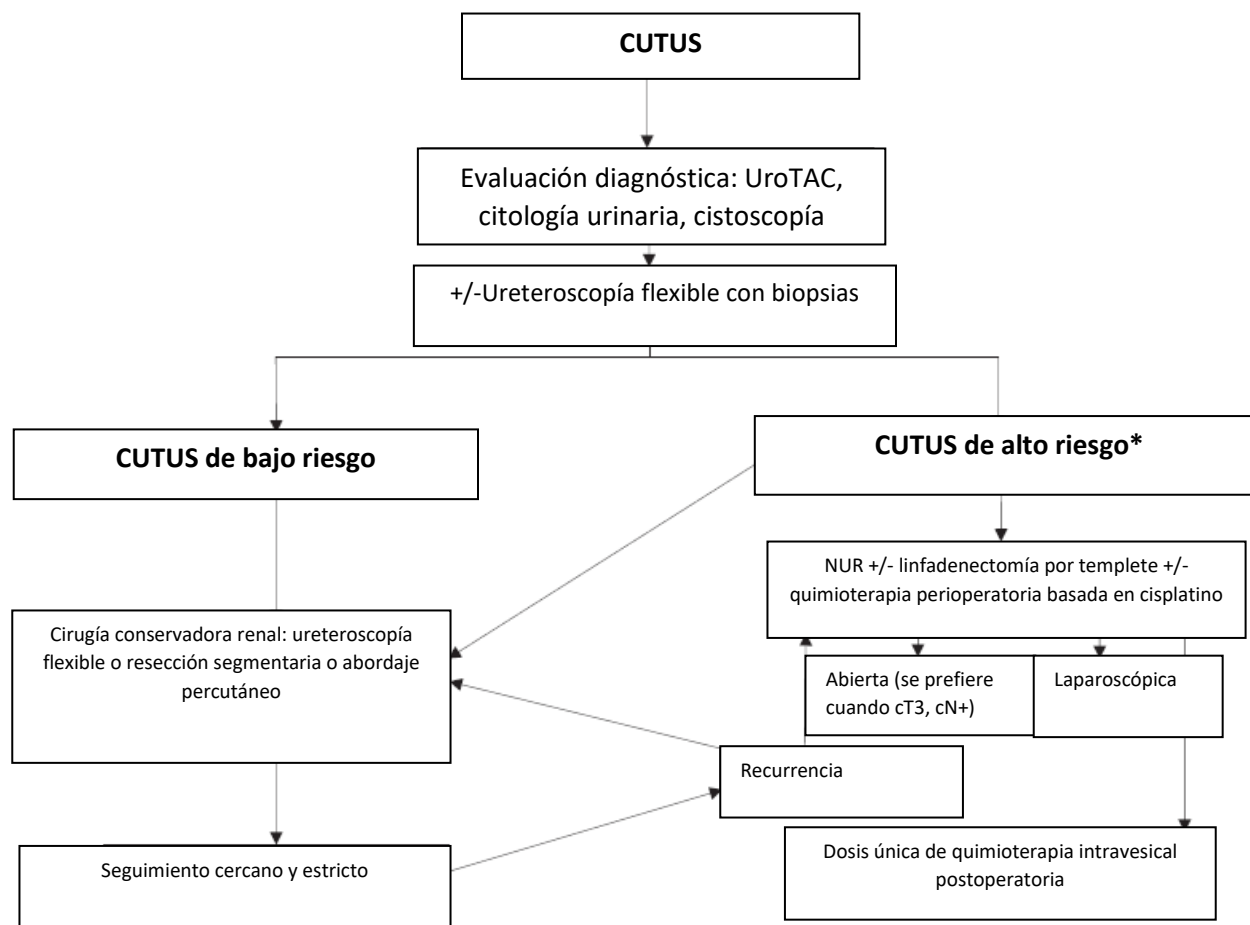 CUTUS
Evaluación diagnóstica: UroTAC,
citología urinaria, cistoscopía
+/-Ureteroscopía flexible con biopsias
CUTUS de bajo riesgo
CUTUS de alto riesgo*
NUR +/- linfadenectomía por templete +/-
quimioterapia perioperatoria basada en cisplatino
Cirugía conservadora renal: ureteroscopía
flexible o resección segmentaria o abordaje
percutáneo
Abierta (se prefiere
cuando cT3, cN+)
Laparoscópica
Recurrencia
Seguimiento cercano y estricto
Dosis única de quimioterapia intravesical
postoperatoria